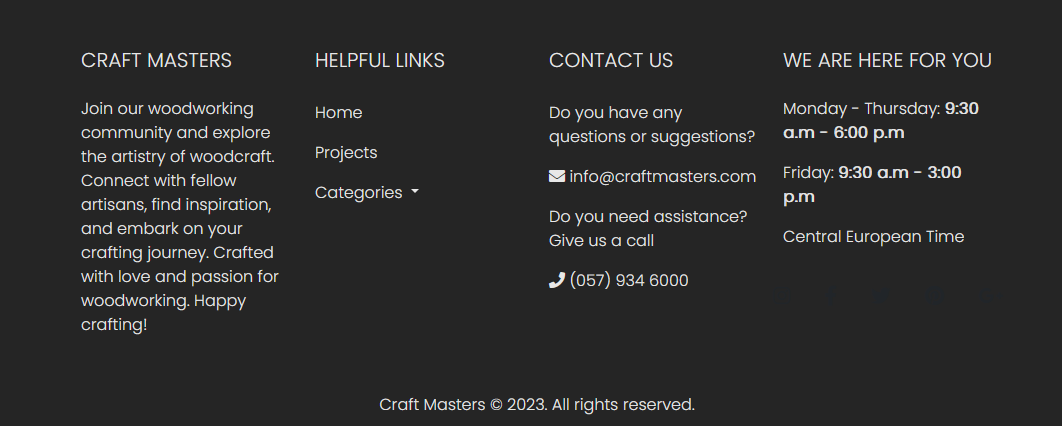 CRAFT MASTERS
Join our woodworking
community and explore
the artistry of woodcraft.
Connect with fellow
artisans, find inspiration,
and embark on your
crafting journey. Crafted
with love and passion for
woodworking. Happy
crafting!
HELPFUL LINKS
Home
Projects
Categories
CONTACT US
Do you have any
questions or suggestions?
info@craftmasters.com
Do you need assistance?
Give us a call
(057) 934 6000
WE ARE HERE FOR YOU
Monday - Thursday: 9:30
a.m - 6:00 p.m
Friday: 9:30 a.m - 3:00
p.m
Central European Time
Craft Masters © 2023. All rights reserved.